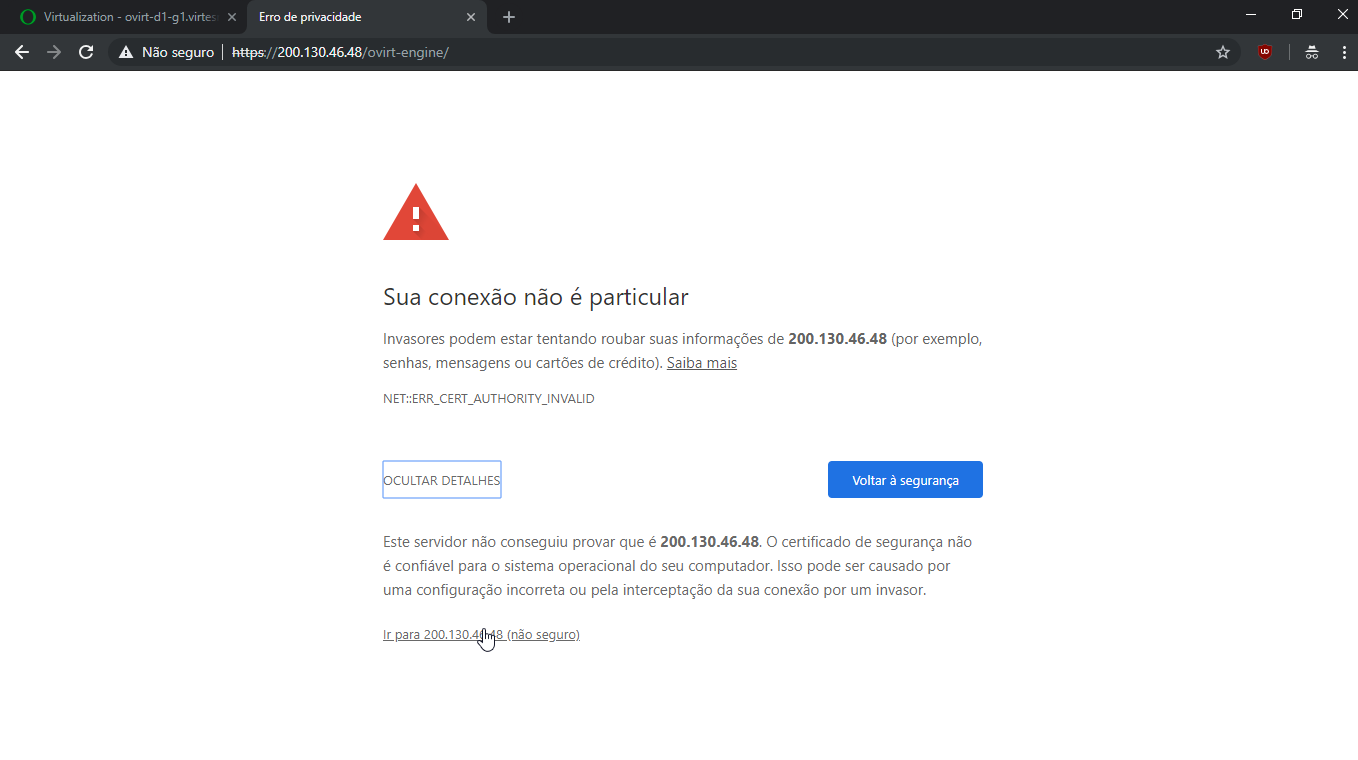 Virtualization - ovirt-d1-g1.virtes
Erro de privacidade
Não seguro
https://200.130.46.48/ovirt-engine/
Sua conexão não é particular
Invasores podem estar tentando roubar suas informações de 200.130.46.48 (por exemplo,
senhas, mensagens ou cartões de crédito). Saiba mais
NET::ERR_CERT_AUTHORITY_INVALID
OCULTAR DETALHES
Voltar à segurança
Este servidor não conseguiu provar que é 200.130.46.48. O certificado de segurança não
é confiável para o sistema operacional do seu computador. Isso pode ser causado por
uma configuração incorreta ou pela interceptação da sua conexão por um invasor.
Ir para 200.130.46.48 (não seguro)